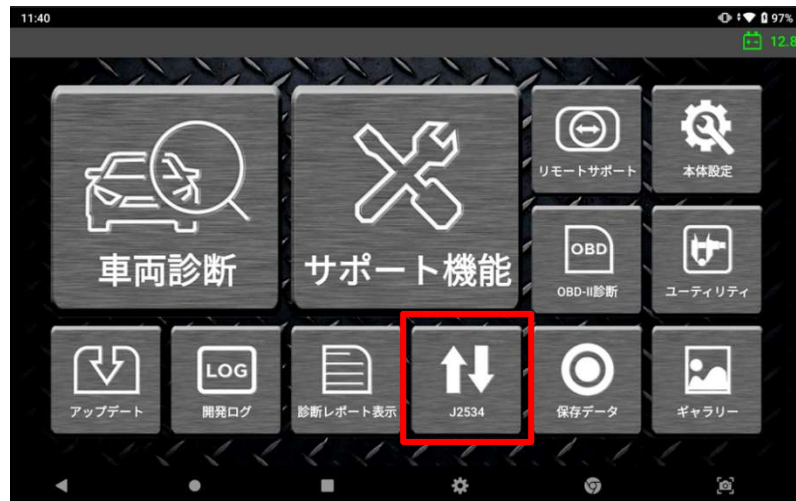 11:40
97%
12.8
車両診断
サポート機能
リモートサポート
本体設定
OBD
OBD-II診断
ユーティリティ
アップデート
LOG
開発ログ
診断レポート表示
J2534
保存データ
ギャラリー